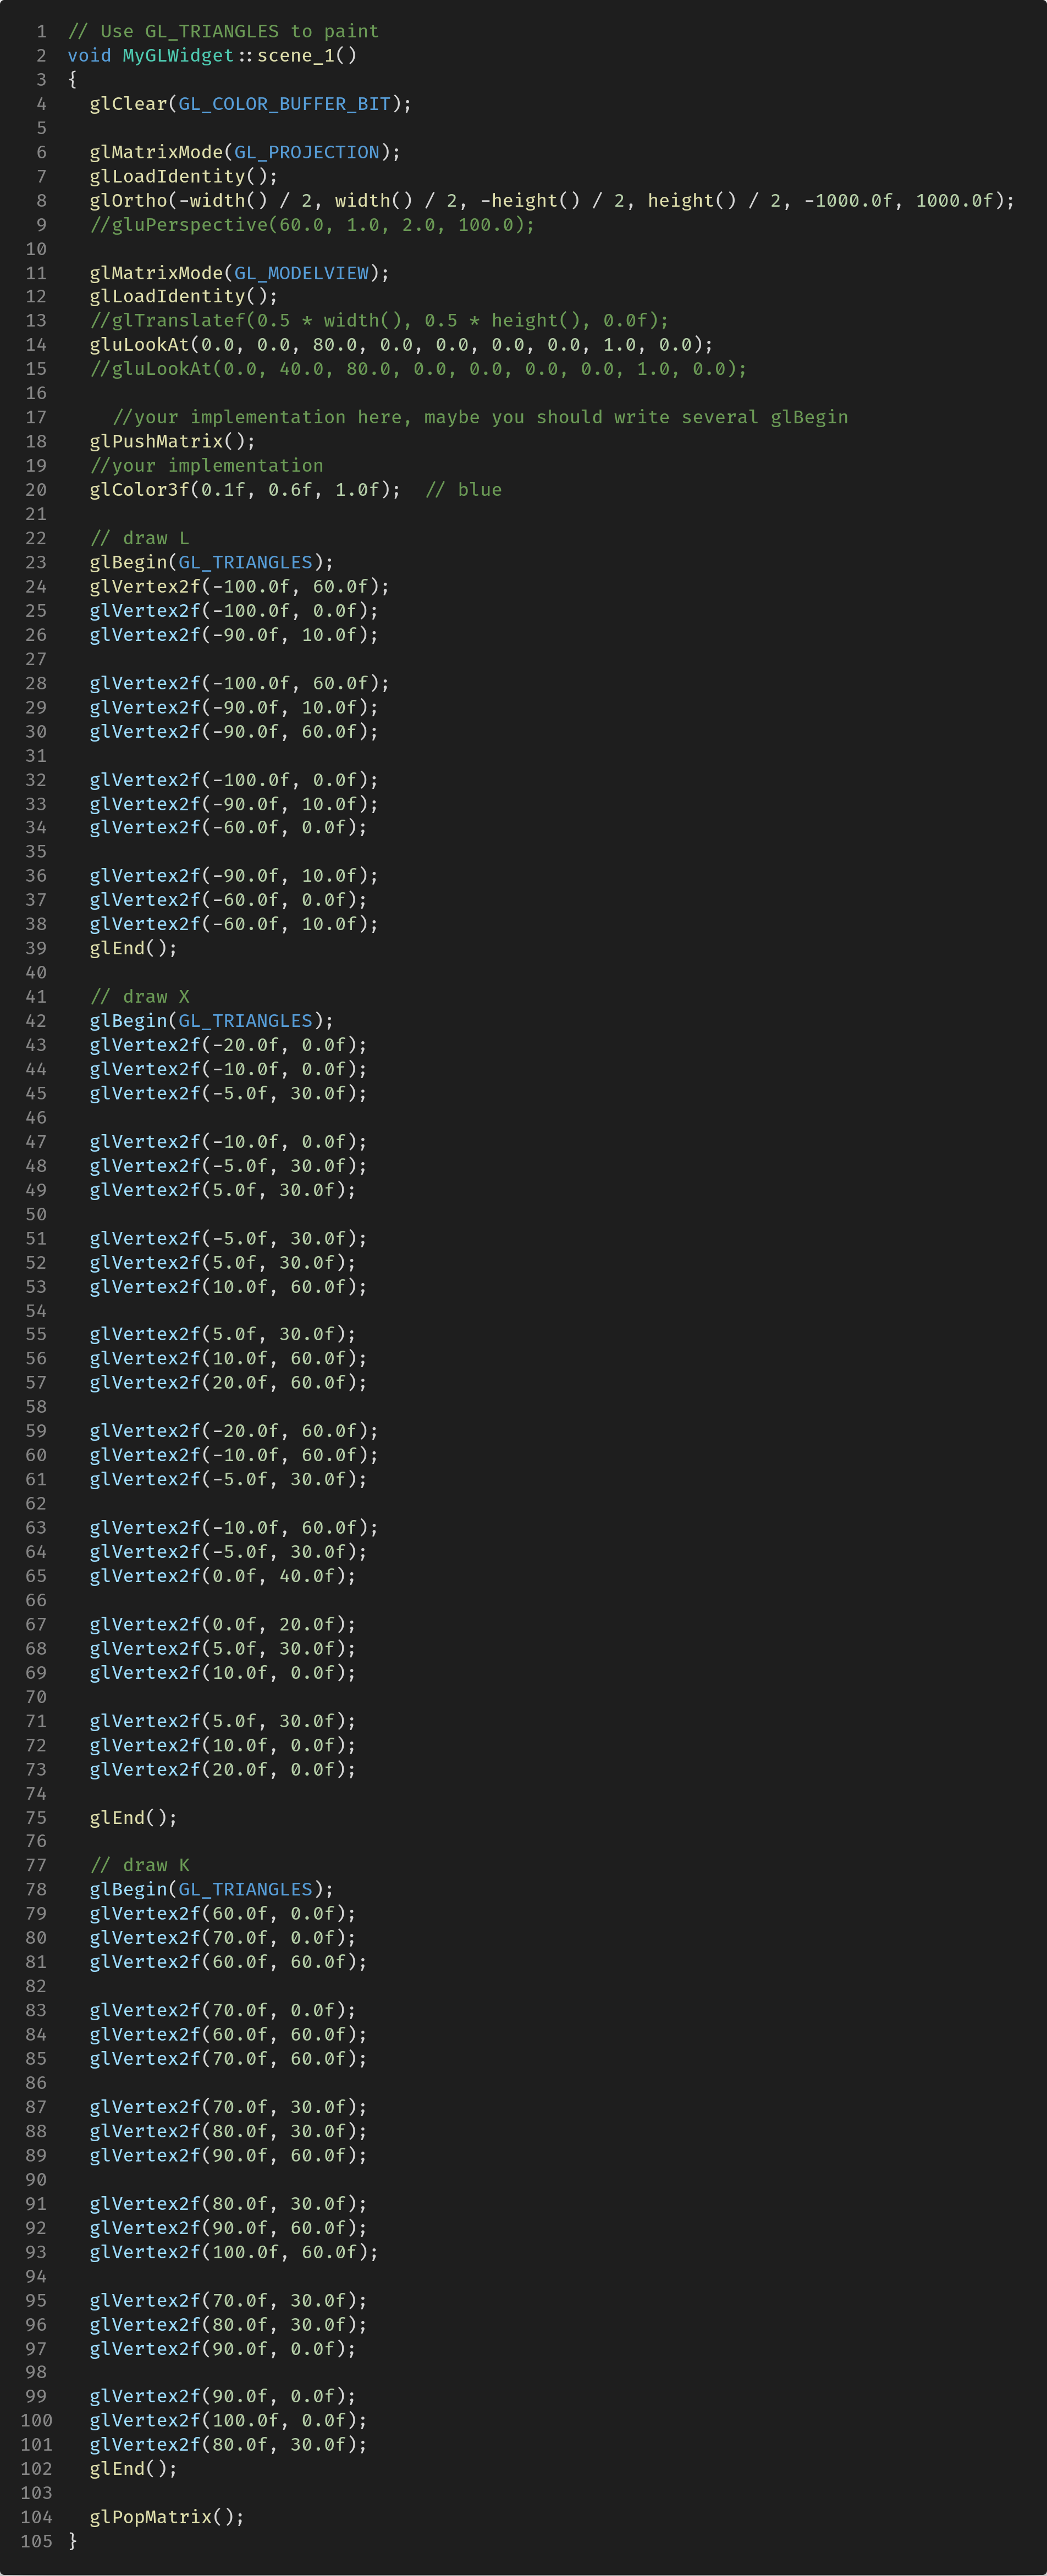 1 // Use GL_TRIANGLES to paint
2 void MyGLWidget::scene_1()
3 {
4   glClear(GL_COLOR_BUFFER_BIT);
5
6   glMatrixMode(GL_PROJECTION);
7   glLoadIdentity();
8   glOrtho(-width() / 2, width() / 2, -height() / 2, height() / 2, -1000.0f, 1000.0f);
9   //gluPerspective(60.0, 1.0, 2.0, 100.0);
10
11   glMatrixMode(GL_MODELVIEW);
12   glLoadIdentity();
13   //glTranslatef(0.5 * width(), 0.5 * height(), 0.0f);
14   gluLookAt(0.0, 0.0, 80.0, 0.0, 0.0, 0.0, 0.0, 1.0, 0.0);
15   //gluLookAt(0.0, 40.0, 80.0, 0.0, 0.0, 0.0, 0.0, 1.0, 0.0);
16
17     //your implementation here, maybe you should write several glBegin
18   glPushMatrix();
19   //your implementation
20   glColor3f(0.1f, 0.6f, 1.0f);  // blue
21
22   // draw L
23   glBegin(GL_TRIANGLES);
24   glVertex2f(-100.0f, 60.0f);
25   glVertex2f(-100.0f, 0.0f);
26   glVertex2f(-90.0f, 10.0f);
27
28   glVertex2f(-100.0f, 60.0f);
29   glVertex2f(-90.0f, 10.0f);
30   glVertex2f(-90.0f, 60.0f);
31
32   glVertex2f(-100.0f, 0.0f);
33   glVertex2f(-90.0f, 10.0f);
34   glVertex2f(-60.0f, 0.0f);
35
36   glVertex2f(-90.0f, 10.0f);
37   glVertex2f(-60.0f, 0.0f);
38   glVertex2f(-60.0f, 10.0f);
39   glEnd();
40
41   // draw X
42   glBegin(GL_TRIANGLES);
43   glVertex2f(-20.0f, 0.0f);
44   glVertex2f(-10.0f, 0.0f);
45   glVertex2f(-5.0f, 30.0f);
46
47   glVertex2f(-10.0f, 0.0f);
48   glVertex2f(-5.0f, 30.0f);
49   glVertex2f(5.0f, 30.0f);
50
51   glVertex2f(-5.0f, 30.0f);
52   glVertex2f(5.0f, 30.0f);
53   glVertex2f(10.0f, 60.0f);
54
55   glVertex2f(5.0f, 30.0f);
56   glVertex2f(10.0f, 60.0f);
57   glVertex2f(20.0f, 60.0f);
58
59   glVertex2f(-20.0f, 60.0f);
60   glVertex2f(-10.0f, 60.0f);
61   glVertex2f(-5.0f, 30.0f);
62
63   glVertex2f(-10.0f, 60.0f);
64   glVertex2f(-5.0f, 30.0f);
65   glVertex2f(0.0f, 40.0f);
66
67   glVertex2f(0.0f, 20.0f);
68   glVertex2f(5.0f, 30.0f);
69   glVertex2f(10.0f, 0.0f);
70
71   glVertex2f(5.0f, 30.0f);
72   glVertex2f(10.0f, 0.0f);
73   glVertex2f(20.0f, 0.0f);
74
75   glEnd();
76
77   // draw K
78   glBegin(GL_TRIANGLES);
79   glVertex2f(60.0f, 0.0f);
80   glVertex2f(70.0f, 0.0f);
81   glVertex2f(60.0f, 60.0f);
82
83   glVertex2f(70.0f, 0.0f);
84   glVertex2f(60.0f, 60.0f);
85   glVertex2f(70.0f, 60.0f);
86
87   glVertex2f(70.0f, 30.0f);
88   glVertex2f(80.0f, 30.0f);
89   glVertex2f(90.0f, 60.0f);
90
91   glVertex2f(80.0f, 30.0f);
92   glVertex2f(90.0f, 60.0f);
93   glVertex2f(100.0f, 60.0f);
94
95   glVertex2f(70.0f, 30.0f);
96   glVertex2f(80.0f, 30.0f);
97   glVertex2f(90.0f, 0.0f);
98
99   glVertex2f(90.0f, 0.0f);
100   glVertex2f(100.0f, 0.0f);
101   glVertex2f(80.0f, 30.0f);
102   glEnd();
103
104   glPopMatrix();
105 }